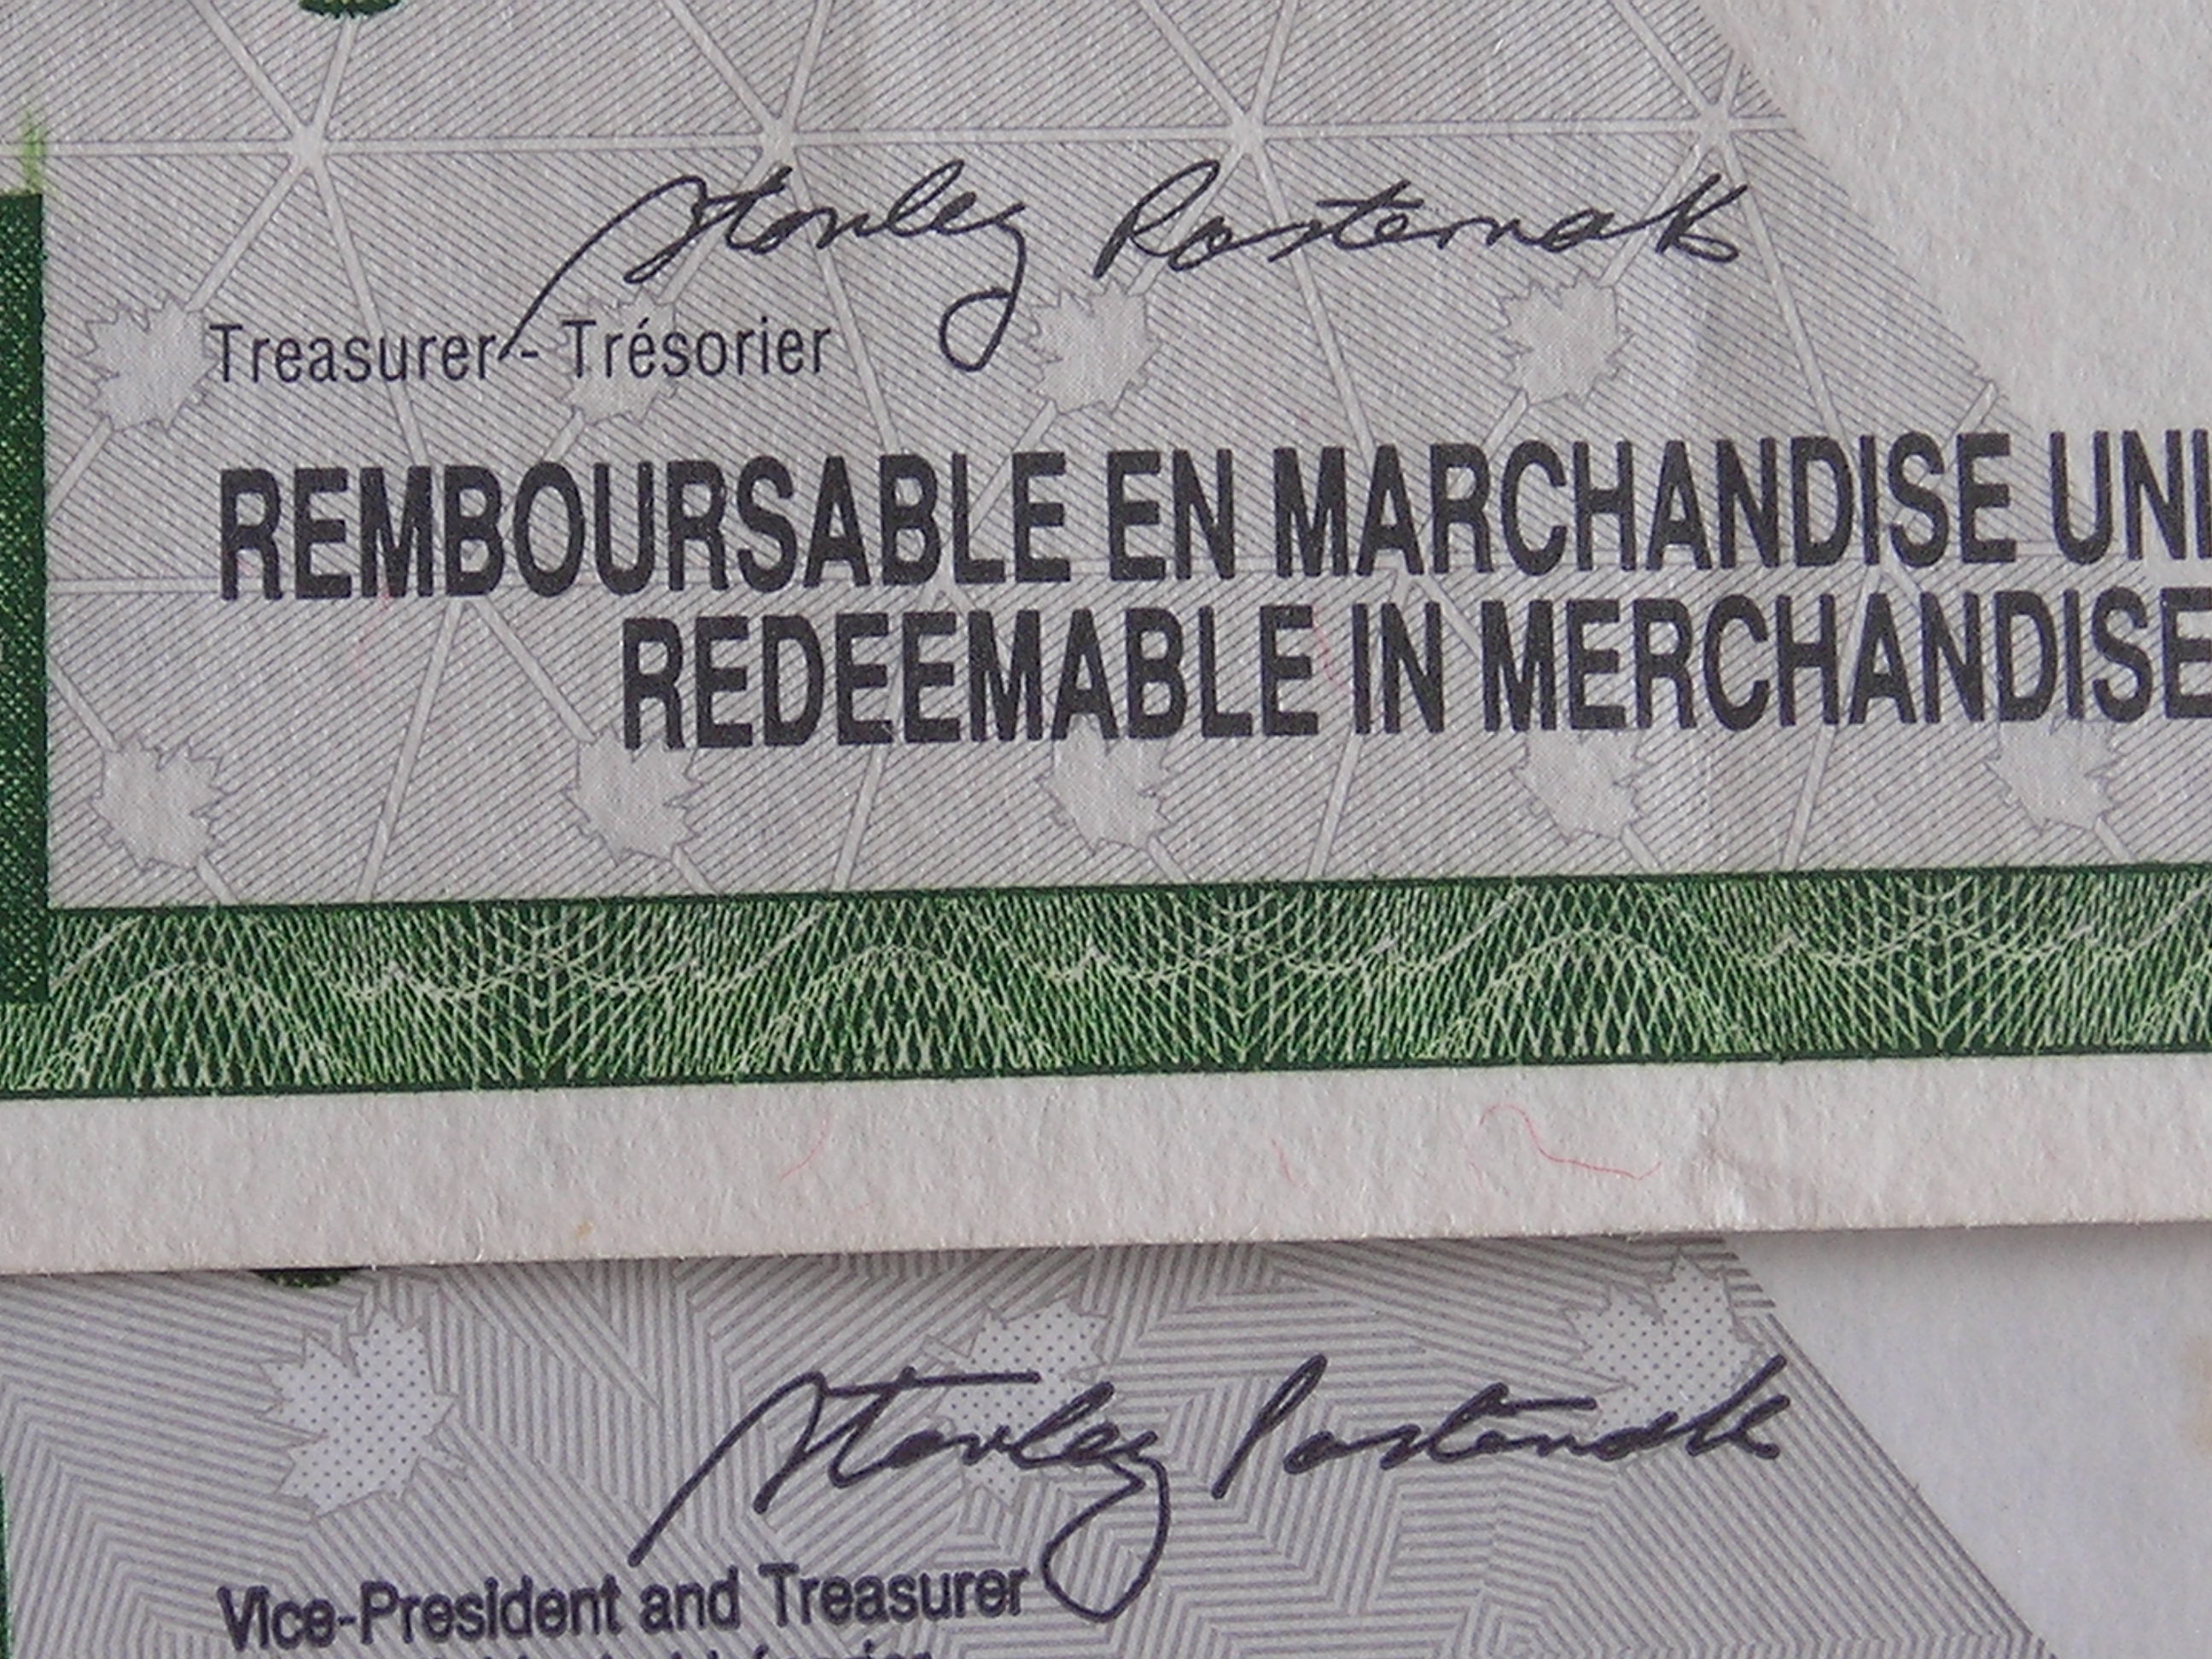 Stanley Pasternak
Treasurer - Trésorier
REMBOURSABLE EN MARCHANDISE UNI
REDEEMABLE IN MERCHANDISE
Stanley Pasternak
Vice-President and Treasurer